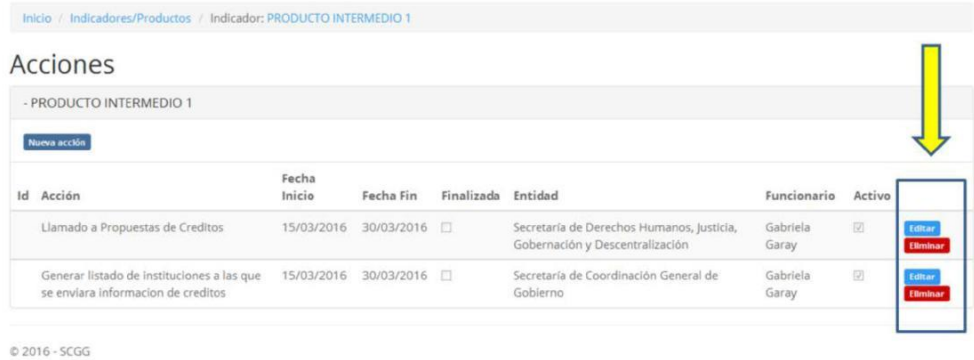 Inicio / Indicadores/Productos / Indicador: PRODUCTO INTERMEDIO 1
Acciones
- PRODUCTO INTERMEDIO 1
Nueva acción
Id Acción Fecha Inicio Fecha Fin Finalizada Entidad Funcionario Activo
Llamado a Propuestas de Creditos 15/03/2016 30/03/2016 Secretaría de Derechos Humanos, Justicia, Gabriela Editar
Gobernación y Descentralización Garay Eliminar
Generar listado de instituciones a las que 15/03/2016 30/03/2016 Secretaría de Coordinación General de Gabriela Editar
se enviara informacion de creditos Gobierno Garay Eliminar
© 2016 - SCGG